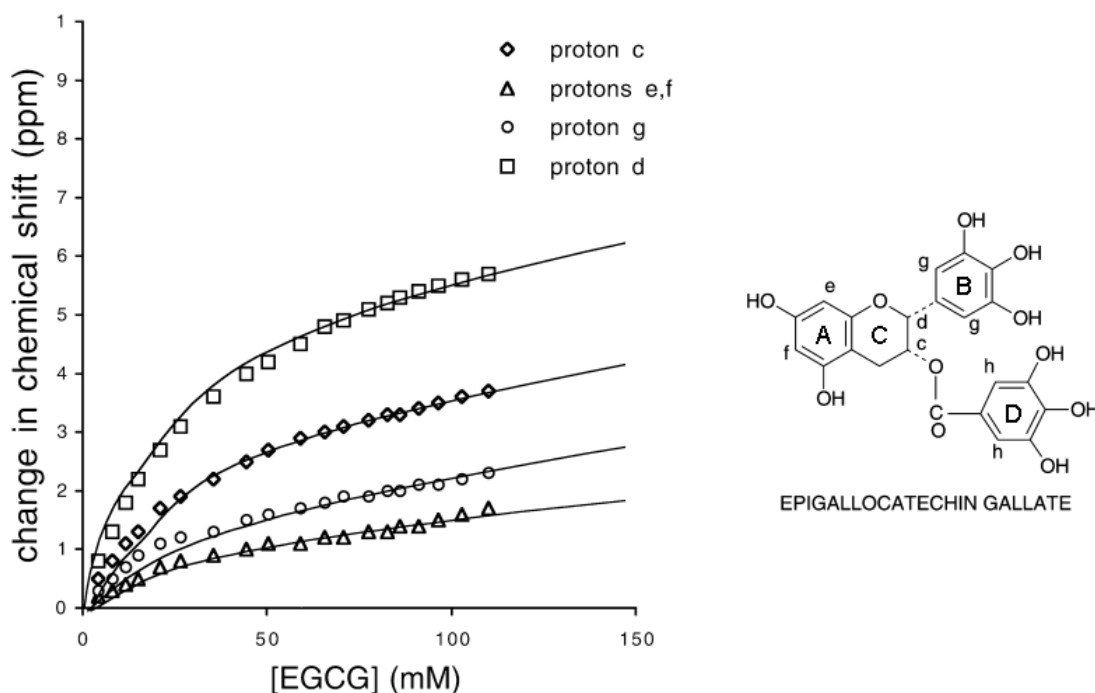 change in chemical shift (ppm)
1
9
8
7
6
5
4
3
2
1
0
0
50
100
150
[EGCG] (mM)
proton c
protons e,f
proton g
proton d
OH
OH
OH
g
B
g
e
HO
O
d
A
C
c
f
O
OH
OH
h
C
O
D
OH
h
OH
EPIGALLOCATECHIN GALLATE